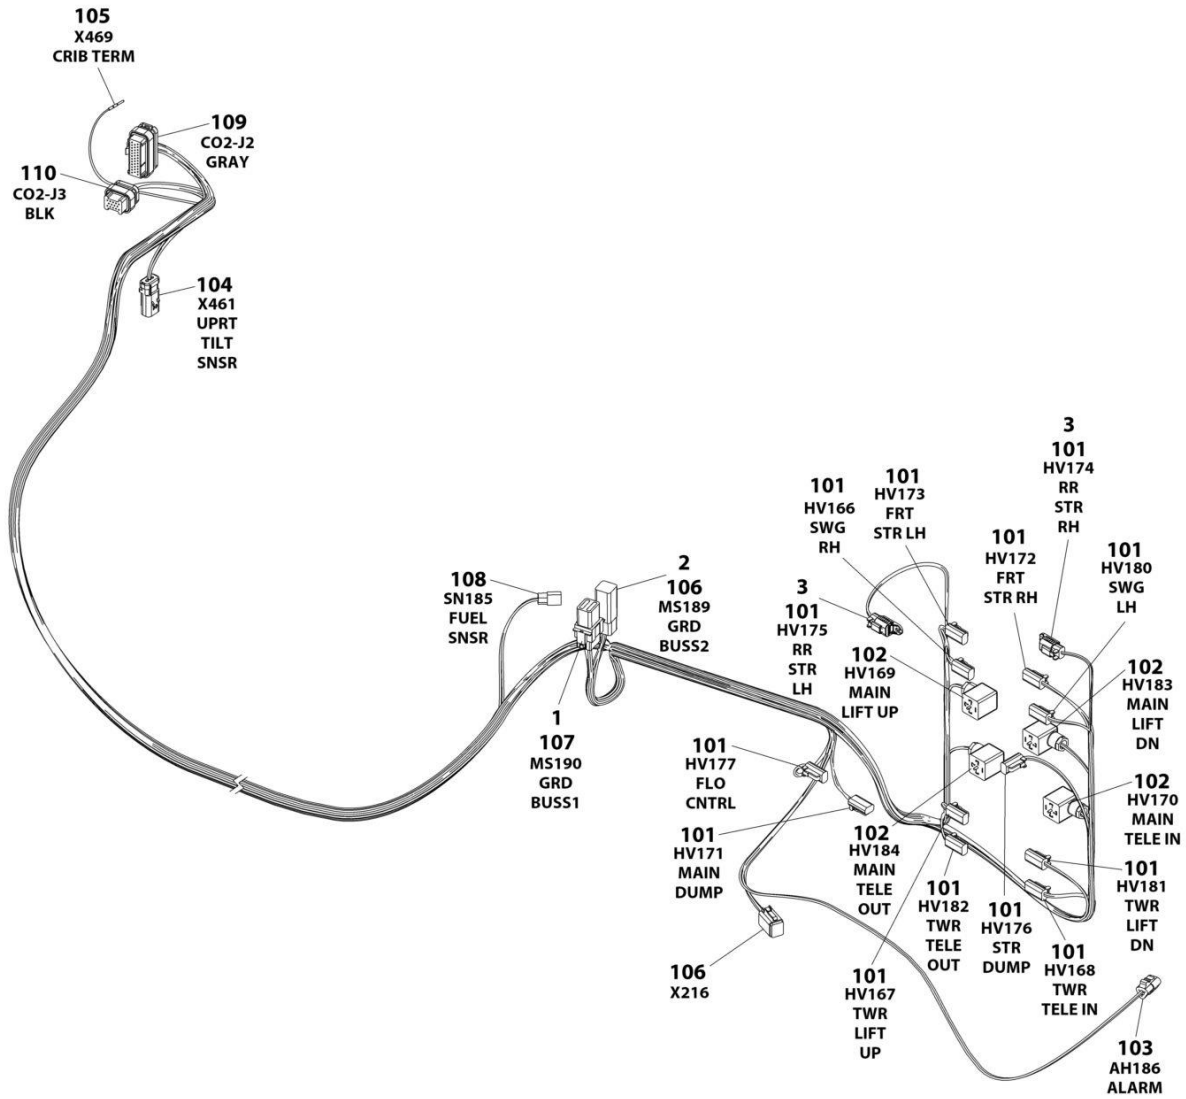 105
X469
CRIB TERM
109
CO2-J2
GRAY
110
CO2-J3
BLK
104
X461
UPRT
TILT
SNSR
108
SN185
FUEL
SNSR
2
106
MS189
GRD
BUSS2
1
107
MS190
GRD
BUSS1
101
HV166
SWG
RH
101
HV173
FRT
STR LH
3
101
HV174
RR
STR
RH
101
HV172
FRT
STR RH
101
HV180
SWG
LH
3
101
HV175
RR
STR
LH
102
HV169
MAIN
LIFT UP
102
HV183
MAIN
LIFT
DN
101
HV177
FLO
CNTRL
102
HV170
MAIN
TELE IN
101
HV171
MAIN
DUMP
102
HV184
MAIN
TELE
OUT
101
HV182
TWR
TELE
OUT
101
HV176
STR
DUMP
101
HV181
TWR
LIFT
DN
101
HV168
TWR
TELE IN
106
X216
101
HV167
TWR
LIFT
UP
103
AH186
ALARM